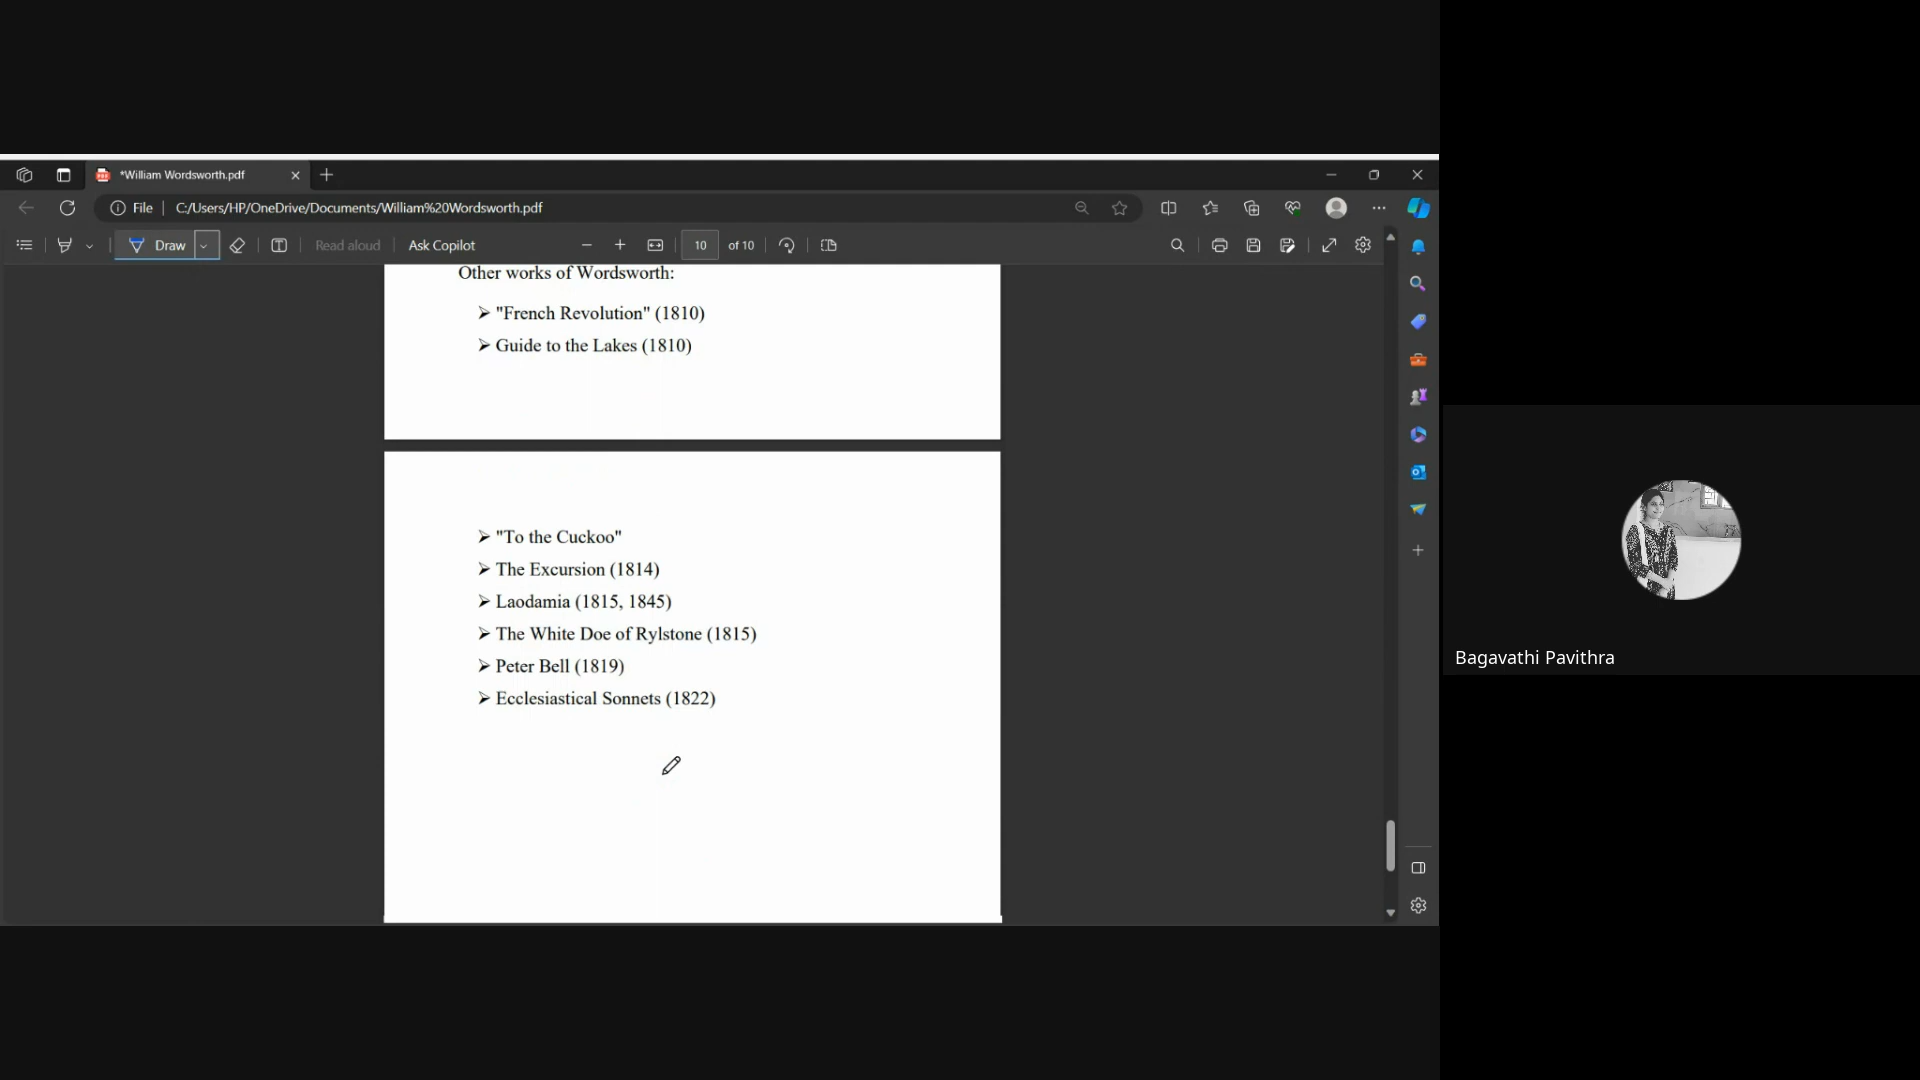 *William Wordsworth.pdf
File
C:/Users/HP/OneDrive/Documents/William%20Wordsworth.pdf
Draw
Read aloud
Ask Copilot
10
of 10
Other works of Wordsworth:
➢ "French Revolution" (1810)
➢ Guide to the Lakes (1810)
➢ "To the Cuckoo"
➢ The Excursion (1814)
➢ Laodamia (1815, 1845)
➢ The White Doe of Rylstone (1815)
➢ Peter Bell (1819)
➢ Ecclesiastical Sonnets (1822)
Bagavathi Pavithra